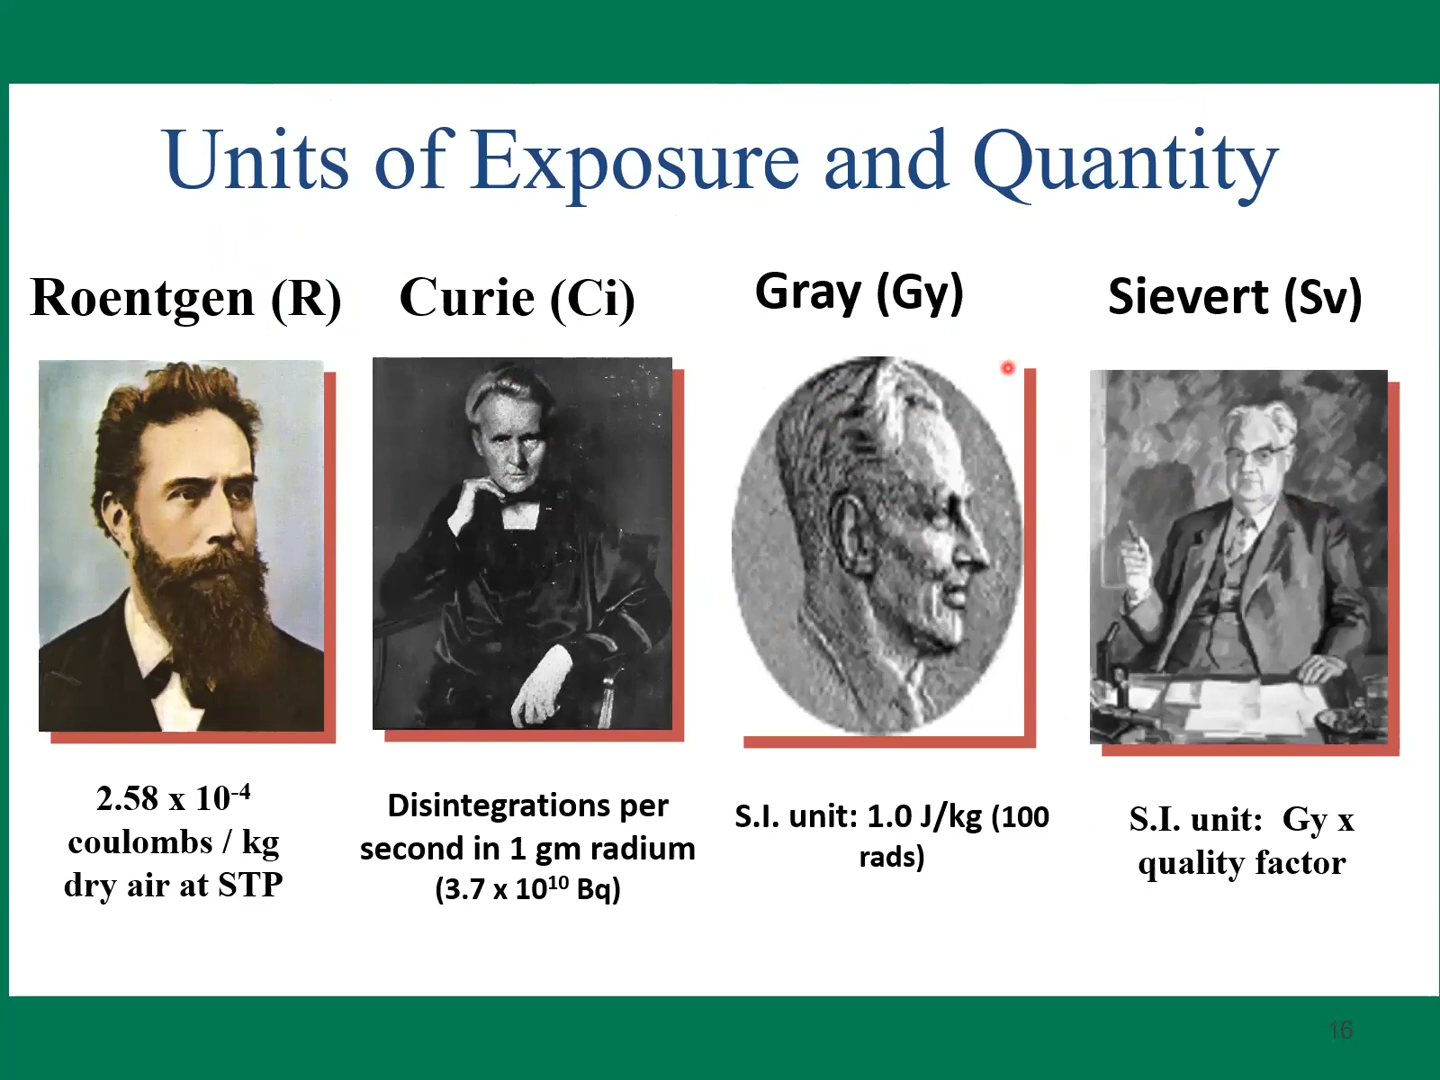 Units of Exposure and Quantity
Roentgen (R)
Curie (Ci)
Gray (Gy)
Sievert (Sv)
2.58 x 10⁻⁴
coulombs / kg
dry air at STP
Disintegrations per
second in 1 gm radium
(3.7 x 10¹⁰ Bq)
S.I. unit: 1.0 J/kg (100
rads)
S.I. unit:  Gy x
quality factor
16